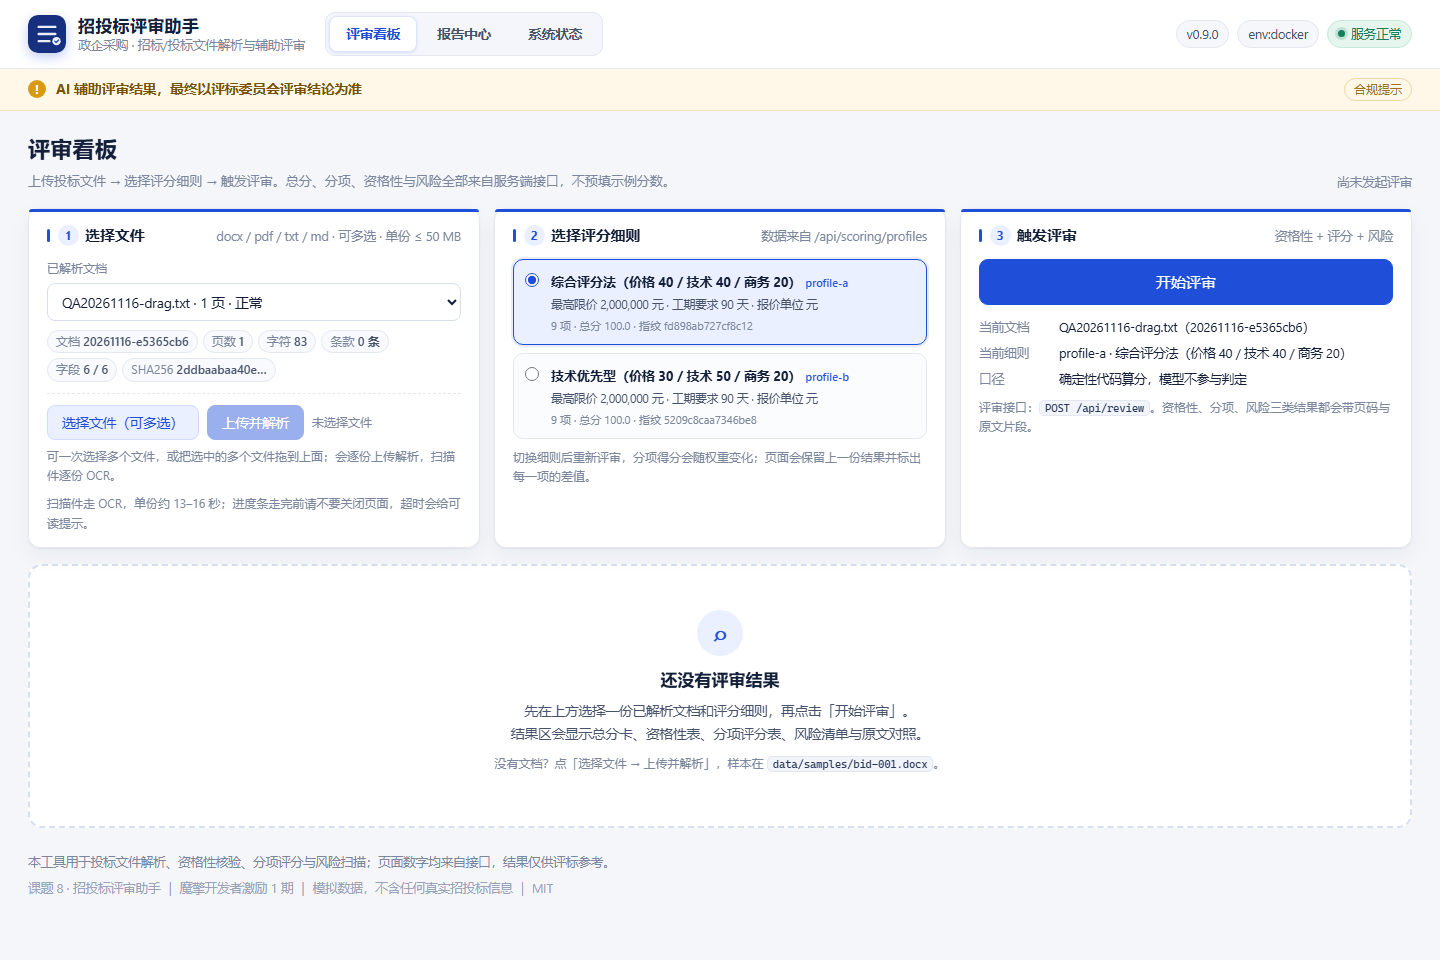 招投标评审助手
政企采购 · 招标/投标文件解析与辅助评审
评审看板
报告中心
系统状态
v0.9.0
env:docker
服务正常
! AI 辅助评审结果，最终以评标委员会评审结论为准
合规提示
评审看板
上传投标文件 → 选择评分细则 → 触发评审。总分、分项、资格性与风险全部来自服务端接口，不预填示例分数。
尚未发起评审
1 选择文件
docx / pdf / txt / md · 可多选 · 单份 ≤ 50 MB
已解析文档
QA20261116-drag.txt · 1 页 · 正常
文档 20261116-e5365cb6
页数 1
字符 83
条款 0 条
字段 6 / 6
SHA256 2ddbaabaa40e...
选择文件（可多选）
上传并解析
未选择文件
可一次选择多个文件，或把选中的多个文件拖到上面；会逐份上传解析，扫描
件逐份 OCR。
扫描件走 OCR，单份约 13–16 秒；进度条走完前请不要关闭页面，超时会给可
读提示。
2 选择评分细则
数据来自 /api/scoring/profiles
综合评分法（价格 40 / 技术 40 / 商务 20） profile-a
最高限价 2,000,000 元 · 工期要求 90 天 · 报价单位 元
9 项 · 总分 100.0 · 指纹 fd898ab727cf8c12
技术优先型（价格 30 / 技术 50 / 商务 20） profile-b
最高限价 2,000,000 元 · 工期要求 90 天 · 报价单位 元
9 项 · 总分 100.0 · 指纹 5209c8caa7346be8
切换细则后重新评审，分项得分会随权重变化；页面会保留上一份结果并标出
每一项的差值。
3 触发评审
资格性 + 评分 + 风险
开始评审
当前文档 QA20261116-drag.txt（20261116-e5365cb6）
当前细则 profile-a · 综合评分法（价格 40 / 技术 40 / 商务 20）
口径 确定性代码算分，模型不参与判定
评审接口： POST /api/review 。资格性、分项、风险三类结果都会带页码与
原文片段。
还没有评审结果
先在上方选择一份已解析文档和评分细则，再点击「开始评审」。
结果区会显示总分卡、资格性表、分项评分表、风险清单与原文对照。
没有文档？点「选择文件 → 上传并解析」，样本在 data/samples/bid-001.docx 。
本工具用于投标文件解析、资格性核验、分项评分与风险扫描；页面数字均来自接口，结果仅供评标参考。
课题 8 · 招投标评审助手 | 魔擎开发者激励 1 期 | 模拟数据，不含任何真实招投标信息 | MIT